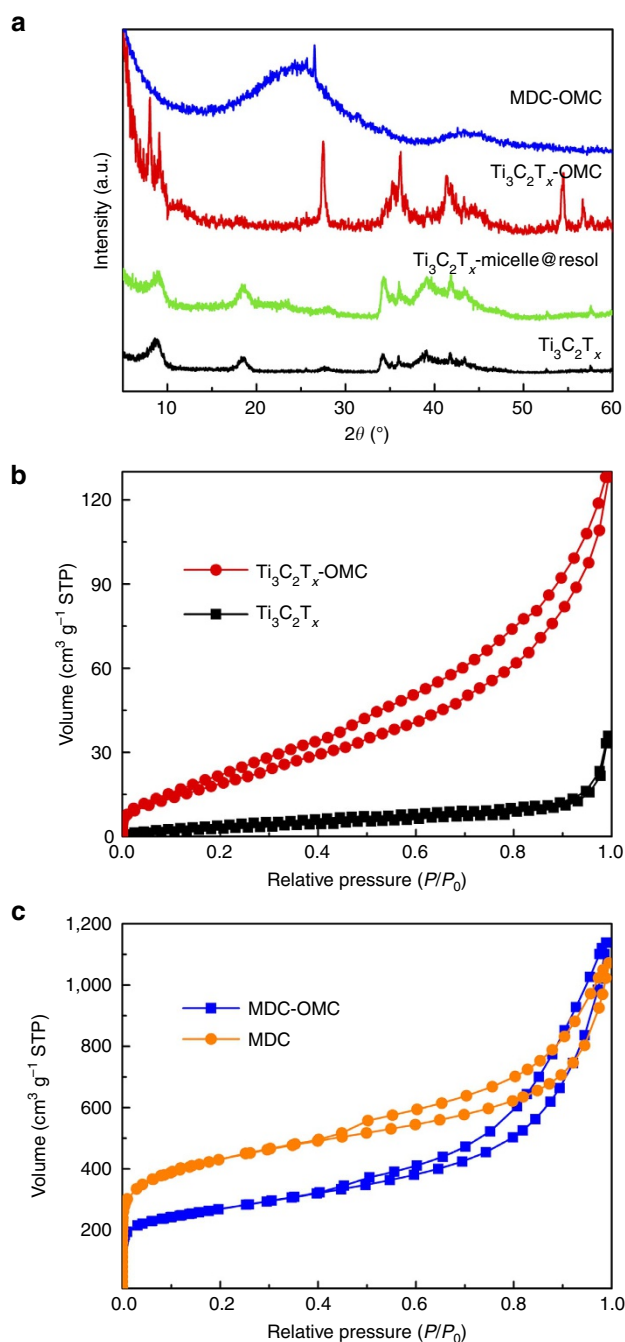 a
MDC-OMC
Ti₃C₂Tₓ-OMC
Ti₃C₂Tₓ-micelle@resol
Ti₃C₂Tₓ
Intensity (a.u.)
10 20 30 40 50 60
2θ (°)
b
120
90
60
30
0
Ti₃C₂Tₓ-OMC
Ti₃C₂Tₓ
Volume (cm³ g⁻¹ STP)
0.0 0.2 0.4 0.6 0.8 1.0
Relative pressure (P/P₀)
c
1,200
1,000
800
600
400
200
MDC-OMC
MDC
Volume (cm³ g⁻¹ STP)
0.0 0.2 0.4 0.6 0.8 1.0
Relative pressure (P/P₀)